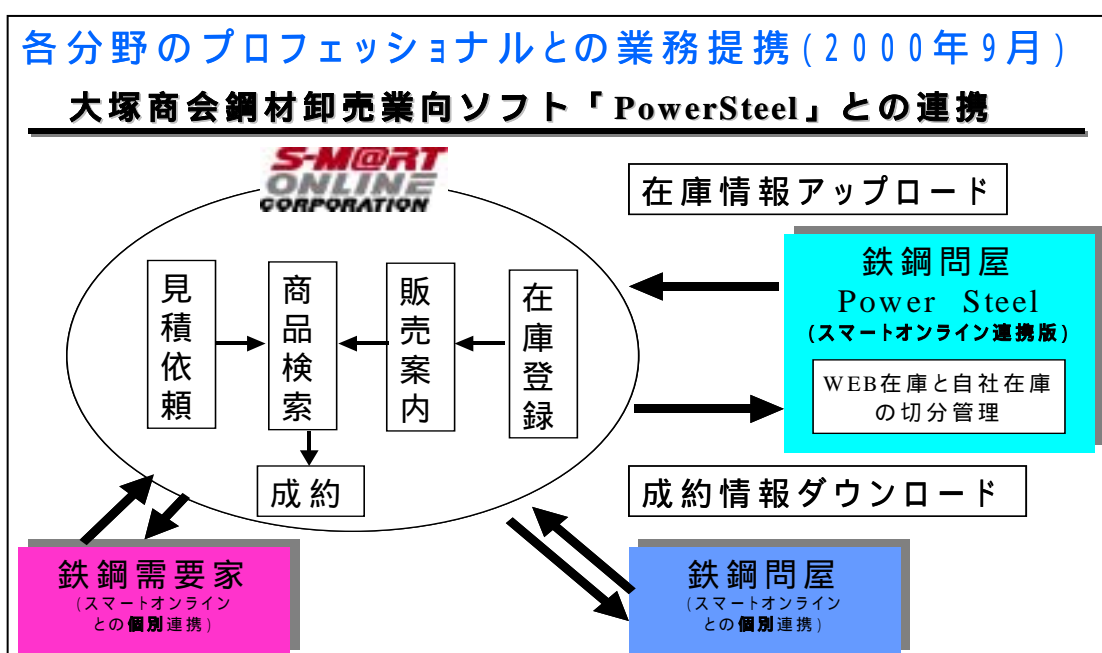 各分野のプロフェッショナルとの業務提携(2000年9月)
大塚商会鋼材卸売業向ソフト「PowerSteel」との連携
S-M@RT
ONLINE
CORPORATION
在庫情報アップロード
見積依頼
商品検索
販売案内
在庫登録
成約
鉄鋼問屋
Power Steel
(スマートオンライン連携版)
WEB在庫と自社在庫
の切分管理
成約情報ダウンロード
鉄鋼需要家
(スマートオンライン
との個別連携)
鉄鋼問屋
(スマートオンライン
との個別連携)